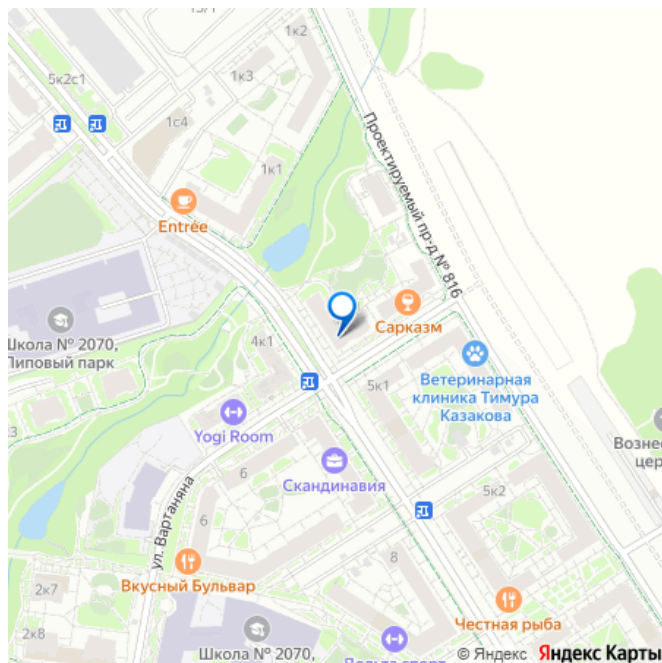 1к2
5к2с1
1к3
1с4
1к1
Проектируемый пр-д № 816
Entrée
Сарказм
Школа № 2070,
Липовый парк
4к1
5к1
Ветеринарная
клиника Тимура
Казакова
Yogi Room
Вознес
цер
6
Скандинавия
5к2
ул. Вартаняна
6
8
Вкусный Бульвар
2к7
Честная рыба
2к8
Школа № 2070,
© Яндекс Яндекс Карты